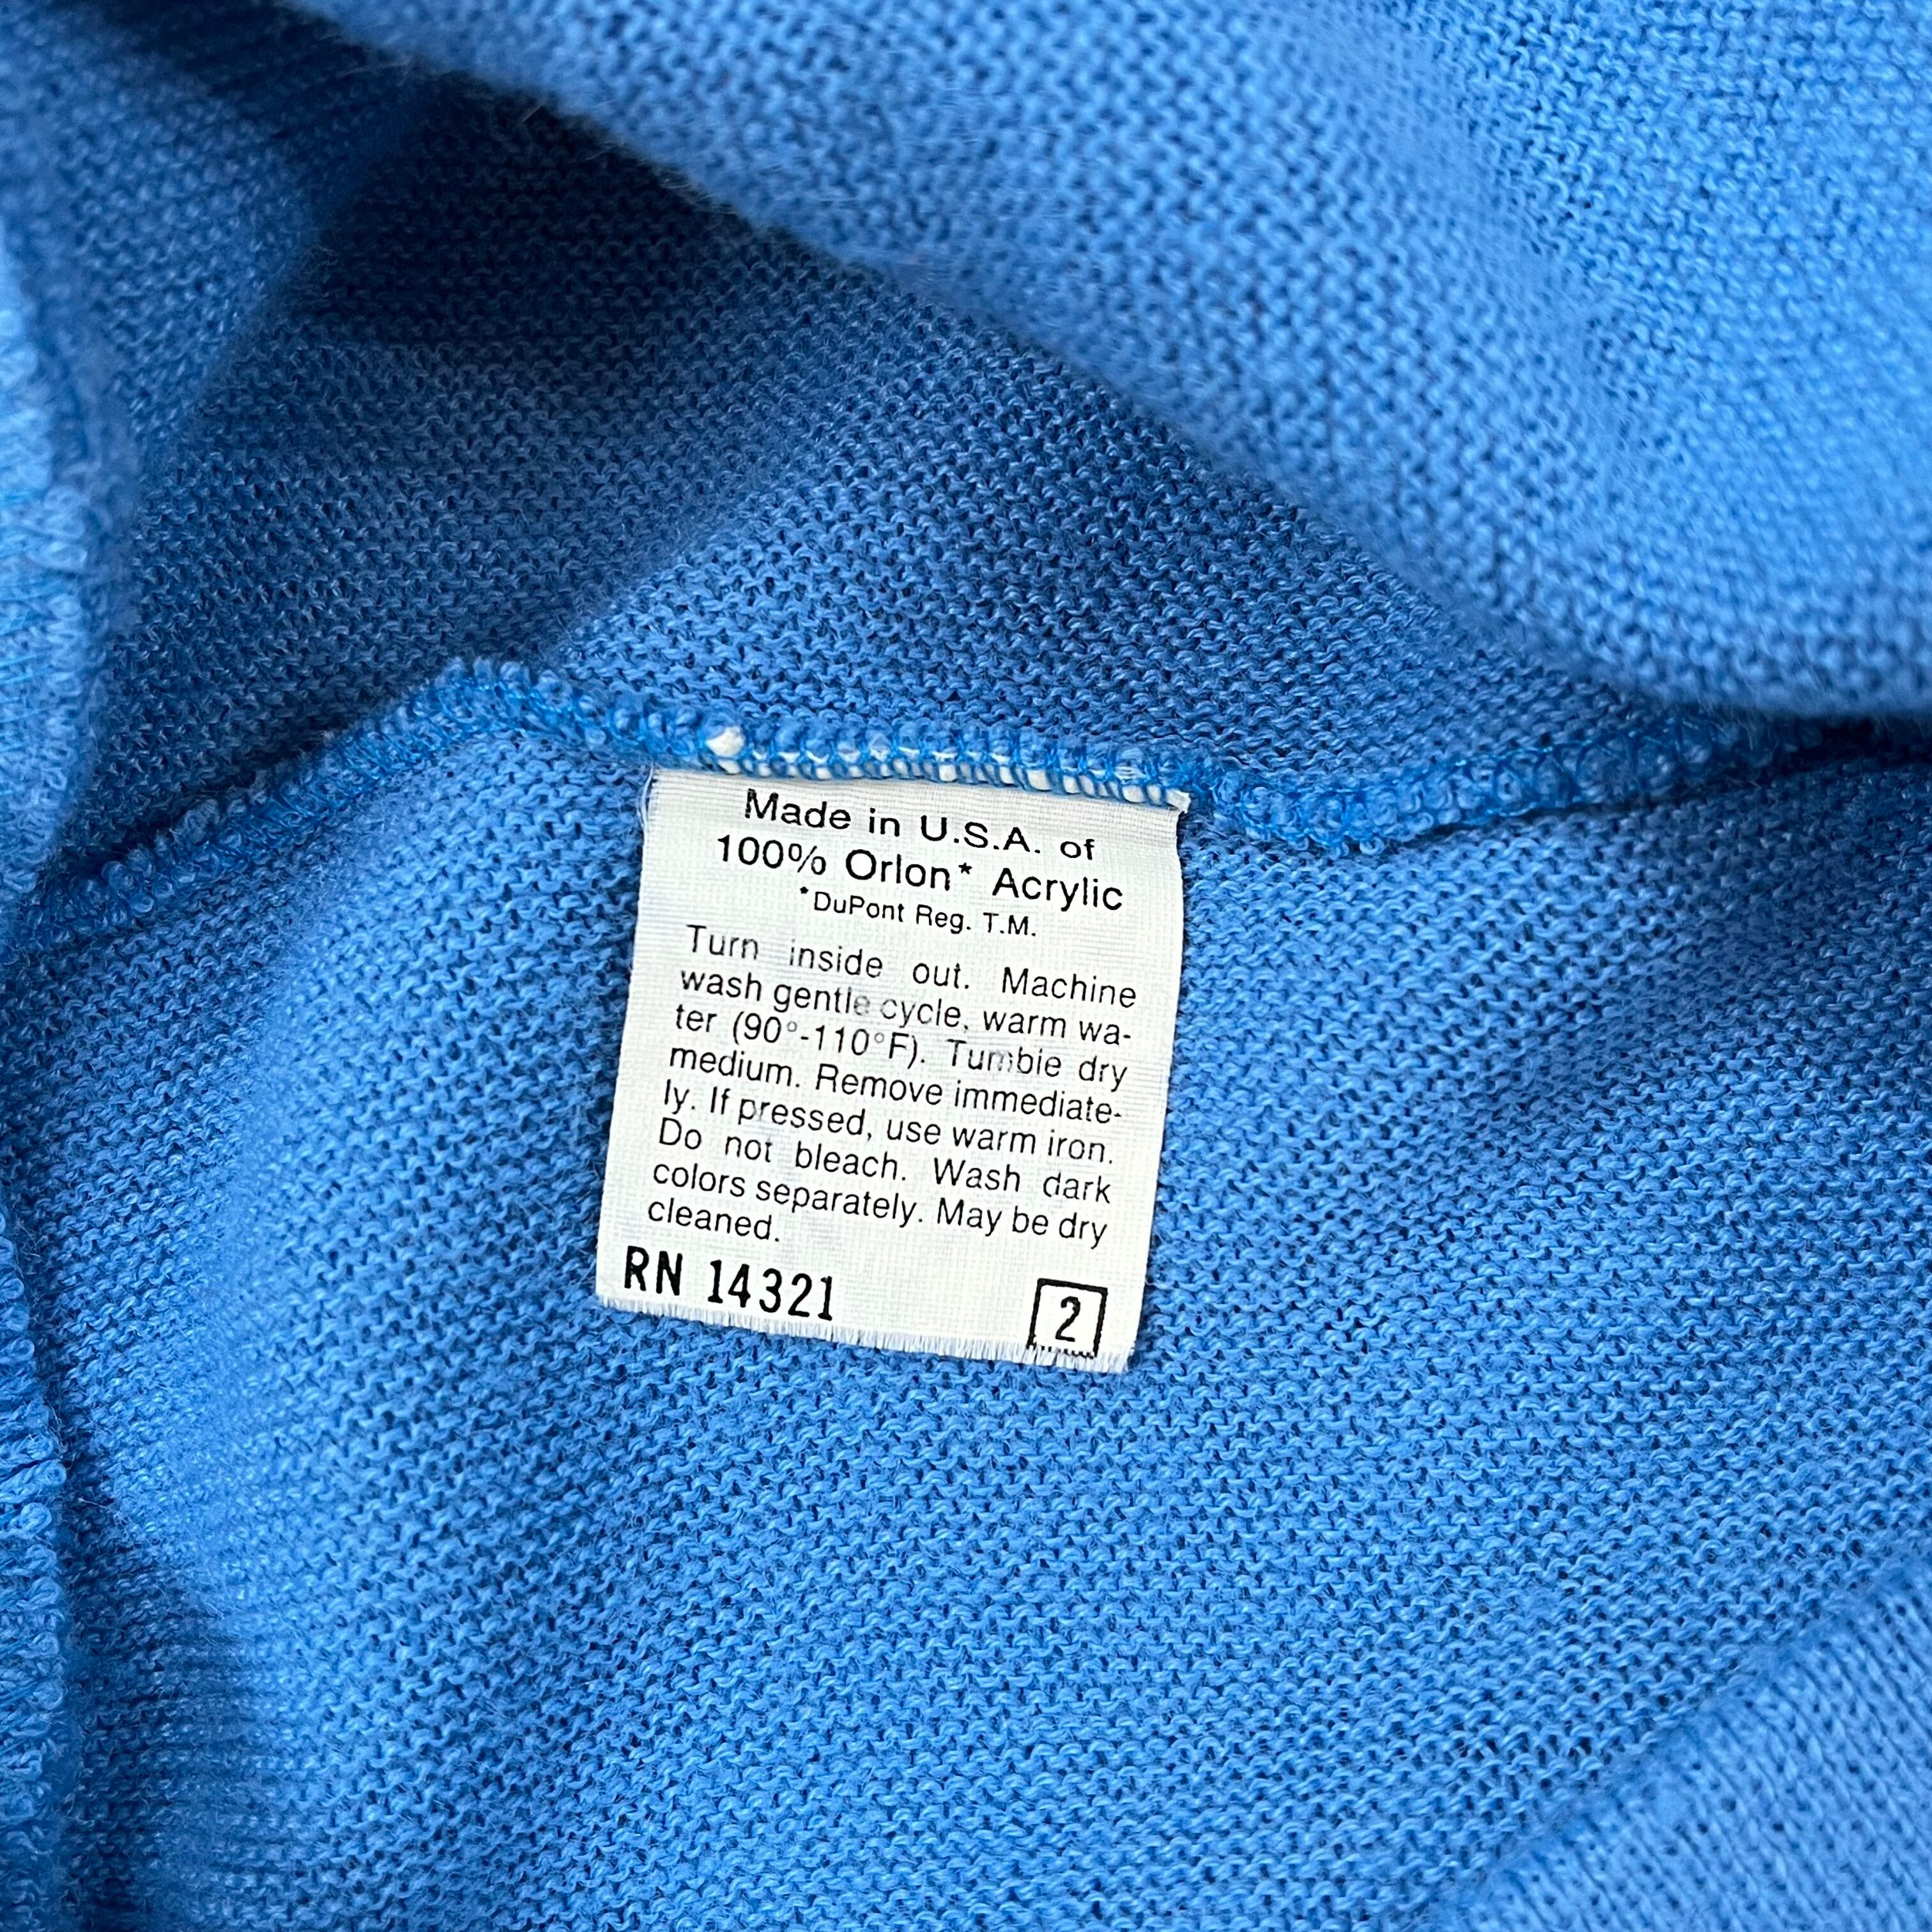 Made in U.S.A. of
100% Orlon* Acrylic
*DuPont Reg. T.M.
Turn inside out. Machine
wash gentle cycle, warm wa-
ter (90°-110°F). Tumble dry
medium. Remove immediate-
ly. If pressed, use warm iron.
Do not bleach. Wash dark
colors separately. May be dry
cleaned.
RN 14321 2